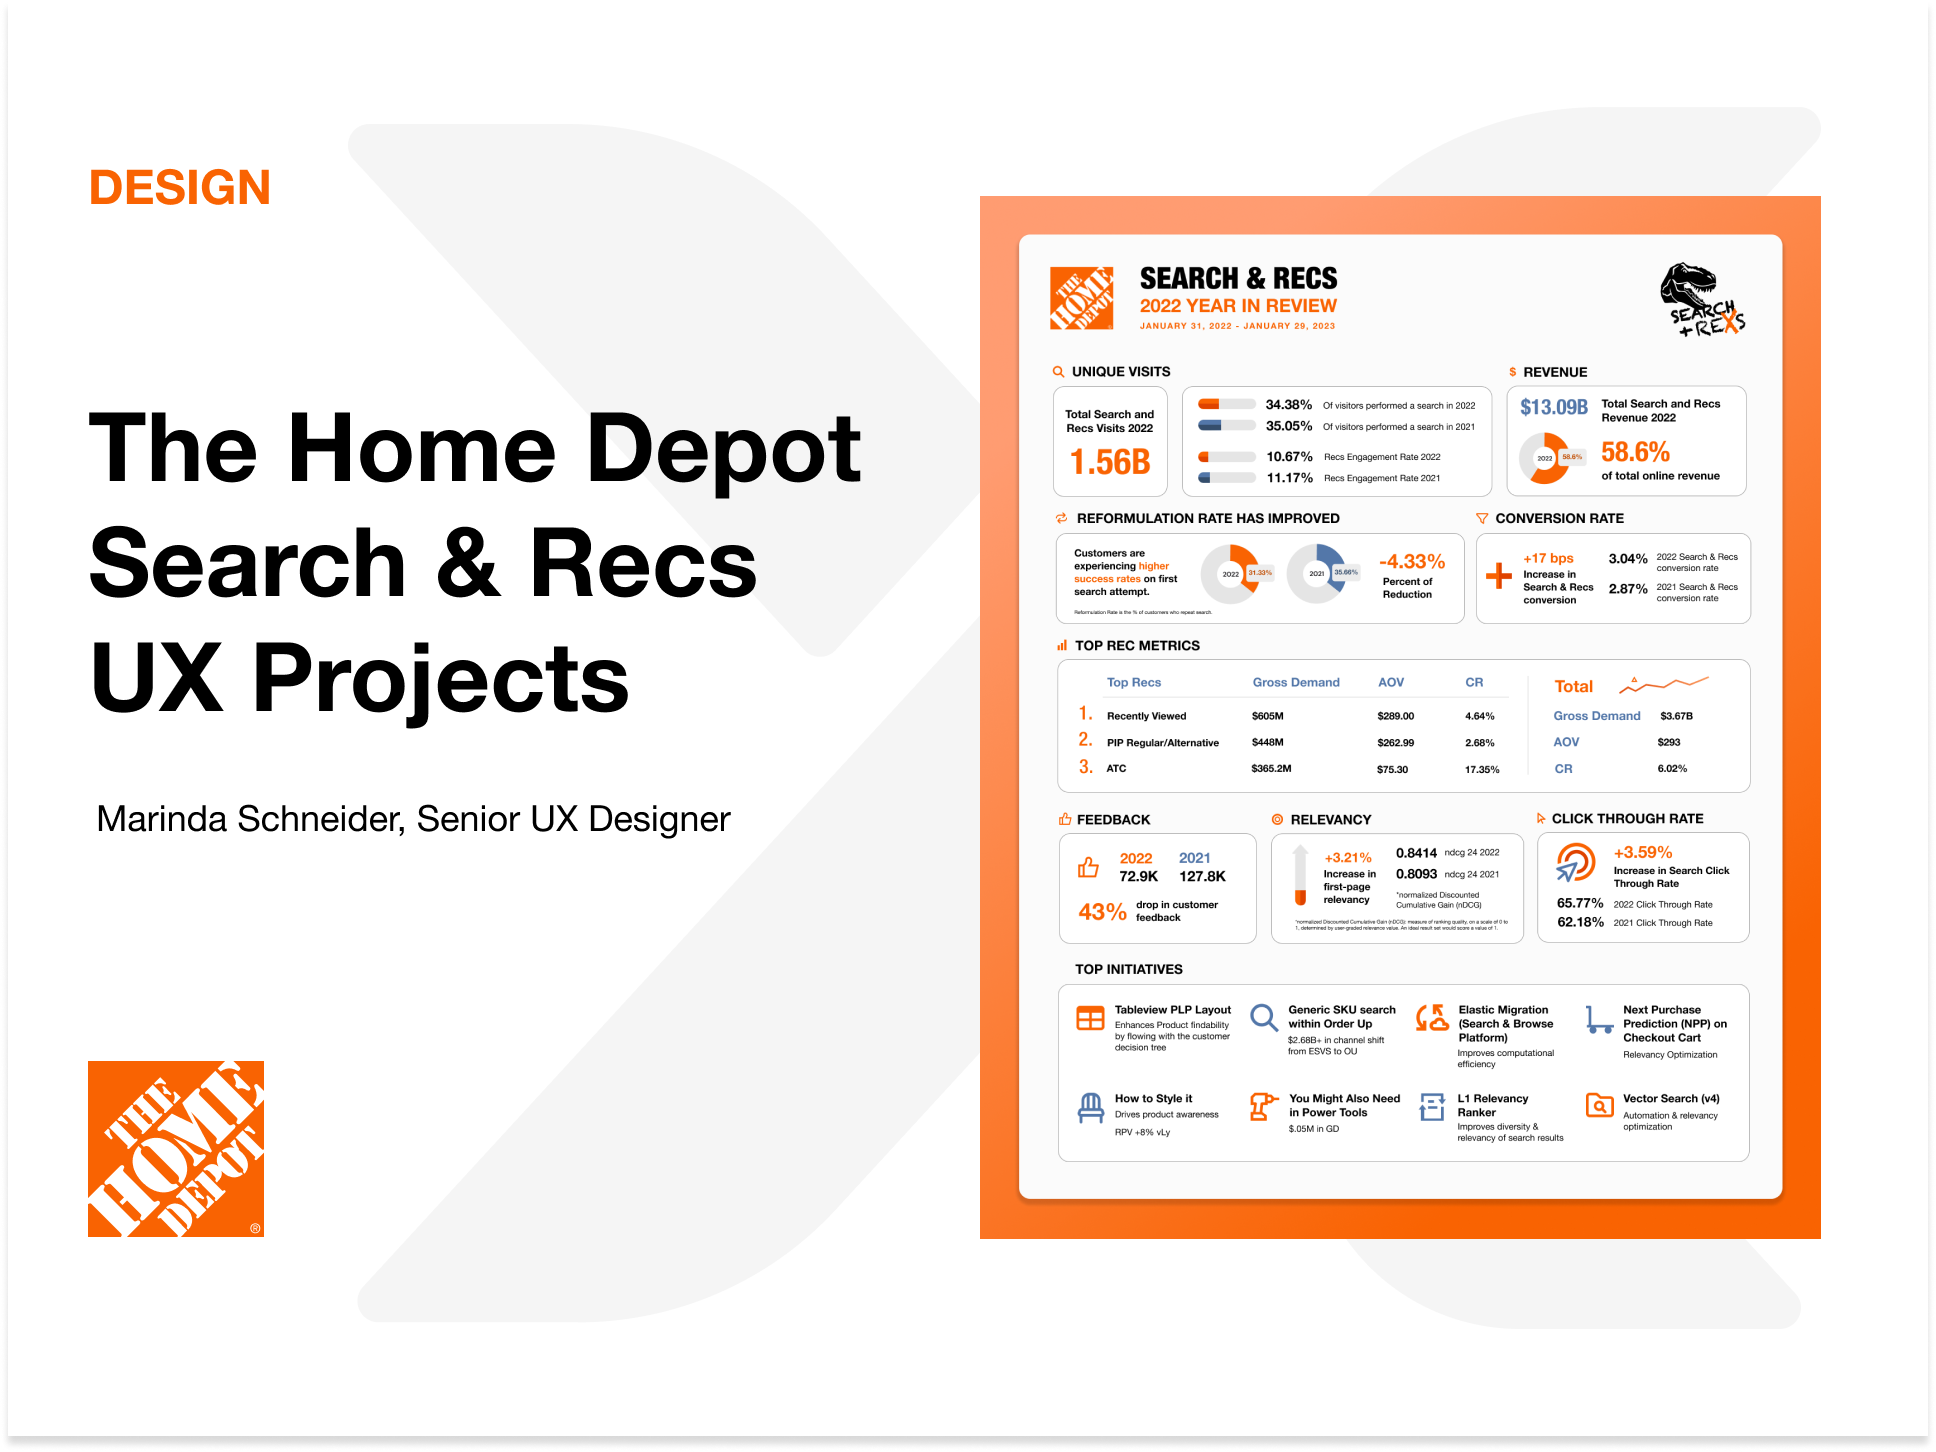 DESIGN
The Home Depot
Search & Recs
UX Projects
Marinda Schneider, Senior UX Designer
THE
HOME
DEPOT
®
THE
HOME
DEPOT
SEARCH & RECS
2022 YEAR IN REVIEW
JANUARY 31, 2022 - JANUARY 29, 2023
SEARCH
+REXS
UNIQUE VISITS
Total Search and
Recs Visits 2022
1.56B
34.38% Of visitors performed a search in 2022
35.05% Of visitors performed a search in 2021
10.67% Recs Engagement Rate 2022
11.17% Recs Engagement Rate 2021
$ REVENUE
$13.09B Total Search and Recs
Revenue 2022
2022 58.6%
58.6%
of total online revenue
REFORMULATION RATE HAS IMPROVED
Customers are
experiencing higher
success rates on first
search attempt.
Reformulation Rate is the % of customers who repeat search.
2022 31.33%
2021 35.66%
-4.33%
Percent of
Reduction
CONVERSION RATE
+17 bps
Increase in
Search & Recs
conversion
3.04% 2022 Search & Recs
conversion rate
2.87% 2021 Search & Recs
conversion rate
TOP REC METRICS
Top Recs Gross Demand AOV CR
1. Recently Viewed $605M $289.00 4.64%
2. PIP Regular/Alternative $448M $262.99 2.68%
3. ATC $365.2M $75.30 17.35%
Total
Gross Demand $3.67B
AOV $293
CR 6.02%
FEEDBACK
2022 2021
72.9K 127.8K
43% drop in customer
feedback
RELEVANCY
+3.21%
Increase in
first-page
relevancy
0.8414 ndcg 24 2022
0.8093 ndcg 24 2021
*normalized Discounted
Cumulative Gain (nDCG)
*normalized Discounted Cumulative Gain (nDCG): measure of ranking quality, on a scale of 0 to
1, determined by user-graded relevance value. An ideal result set would score a value of 1.
CLICK THROUGH RATE
+3.59%
Increase in Search Click
Through Rate
65.77% 2022 Click Through Rate
62.18% 2021 Click Through Rate
TOP INITIATIVES
Tableview PLP Layout
Enhances Product findability
by flowing with the customer
decision tree
Generic SKU search
within Order Up
$2.68B+ in channel shift
from ESVS to OU
Elastic Migration
(Search & Browse
Platform)
Improves computational
efficiency
Next Purchase
Prediction (NPP) on
Checkout Cart
Relevancy Optimization
How to Style it
Drives product awareness
RPV +8% vLy
You Might Also Need
in Power Tools
$.05M in GD
L1 Relevancy
Ranker
Improves diversity &
relevancy of search results
Vector Search (v4)
Automation & relevancy
optimization